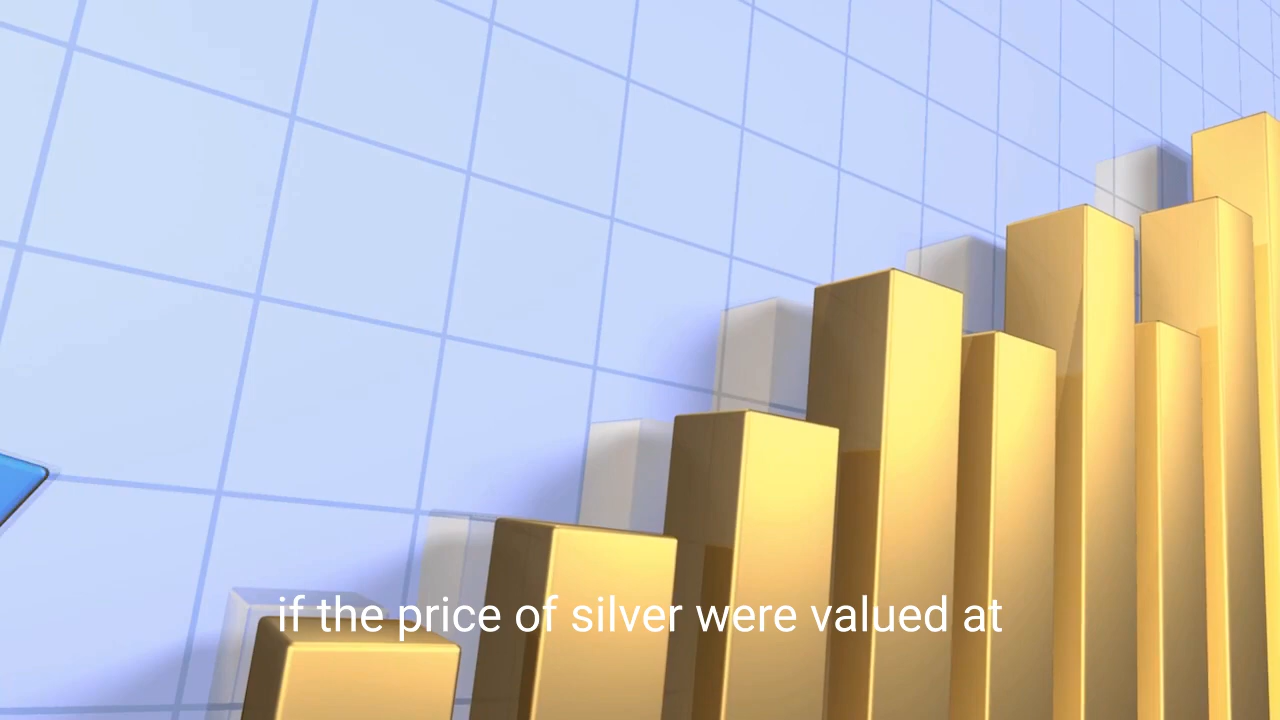 if the price of silver were valued at